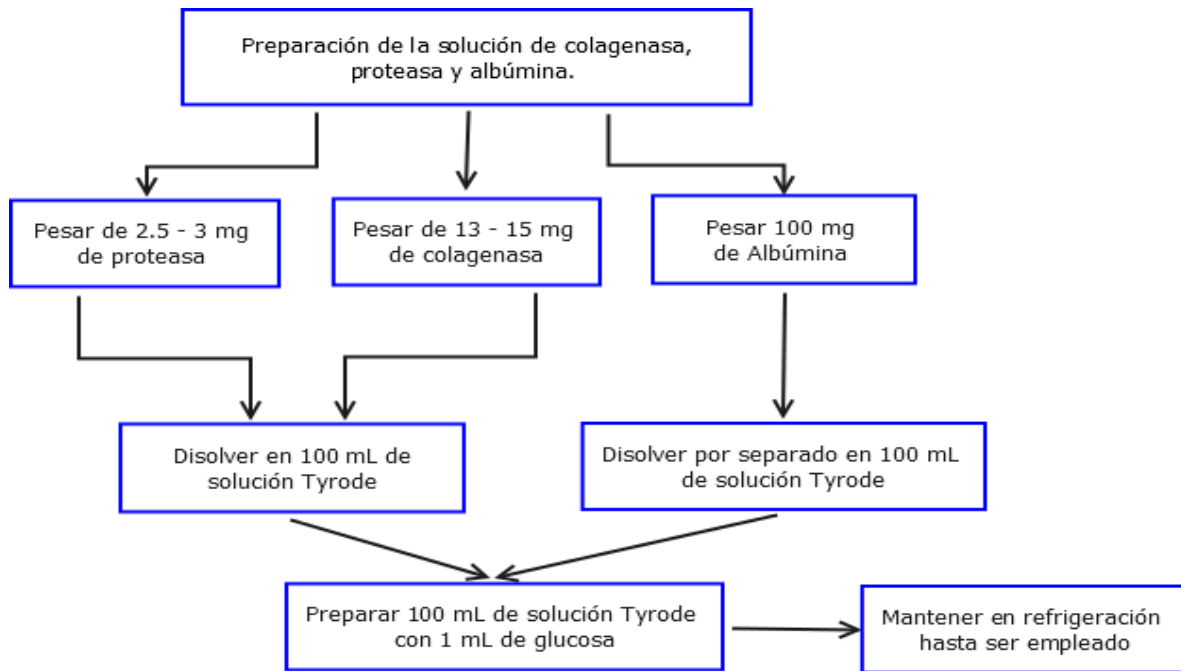 Preparación de la solución de colagenasa,
proteasa y albúmina.
Pesar de 2.5 - 3 mg
de proteasa
Pesar de 13 - 15 mg
de colagenasa
Pesar 100 mg
de Albúmina
Disolver en 100 mL de
solución Tyrode
Disolver por separado en 100 mL
de solución Tyrode
Preparar 100 mL de solución Tyrode
con 1 mL de glucosa
Mantener en refrigeración
hasta ser empleado